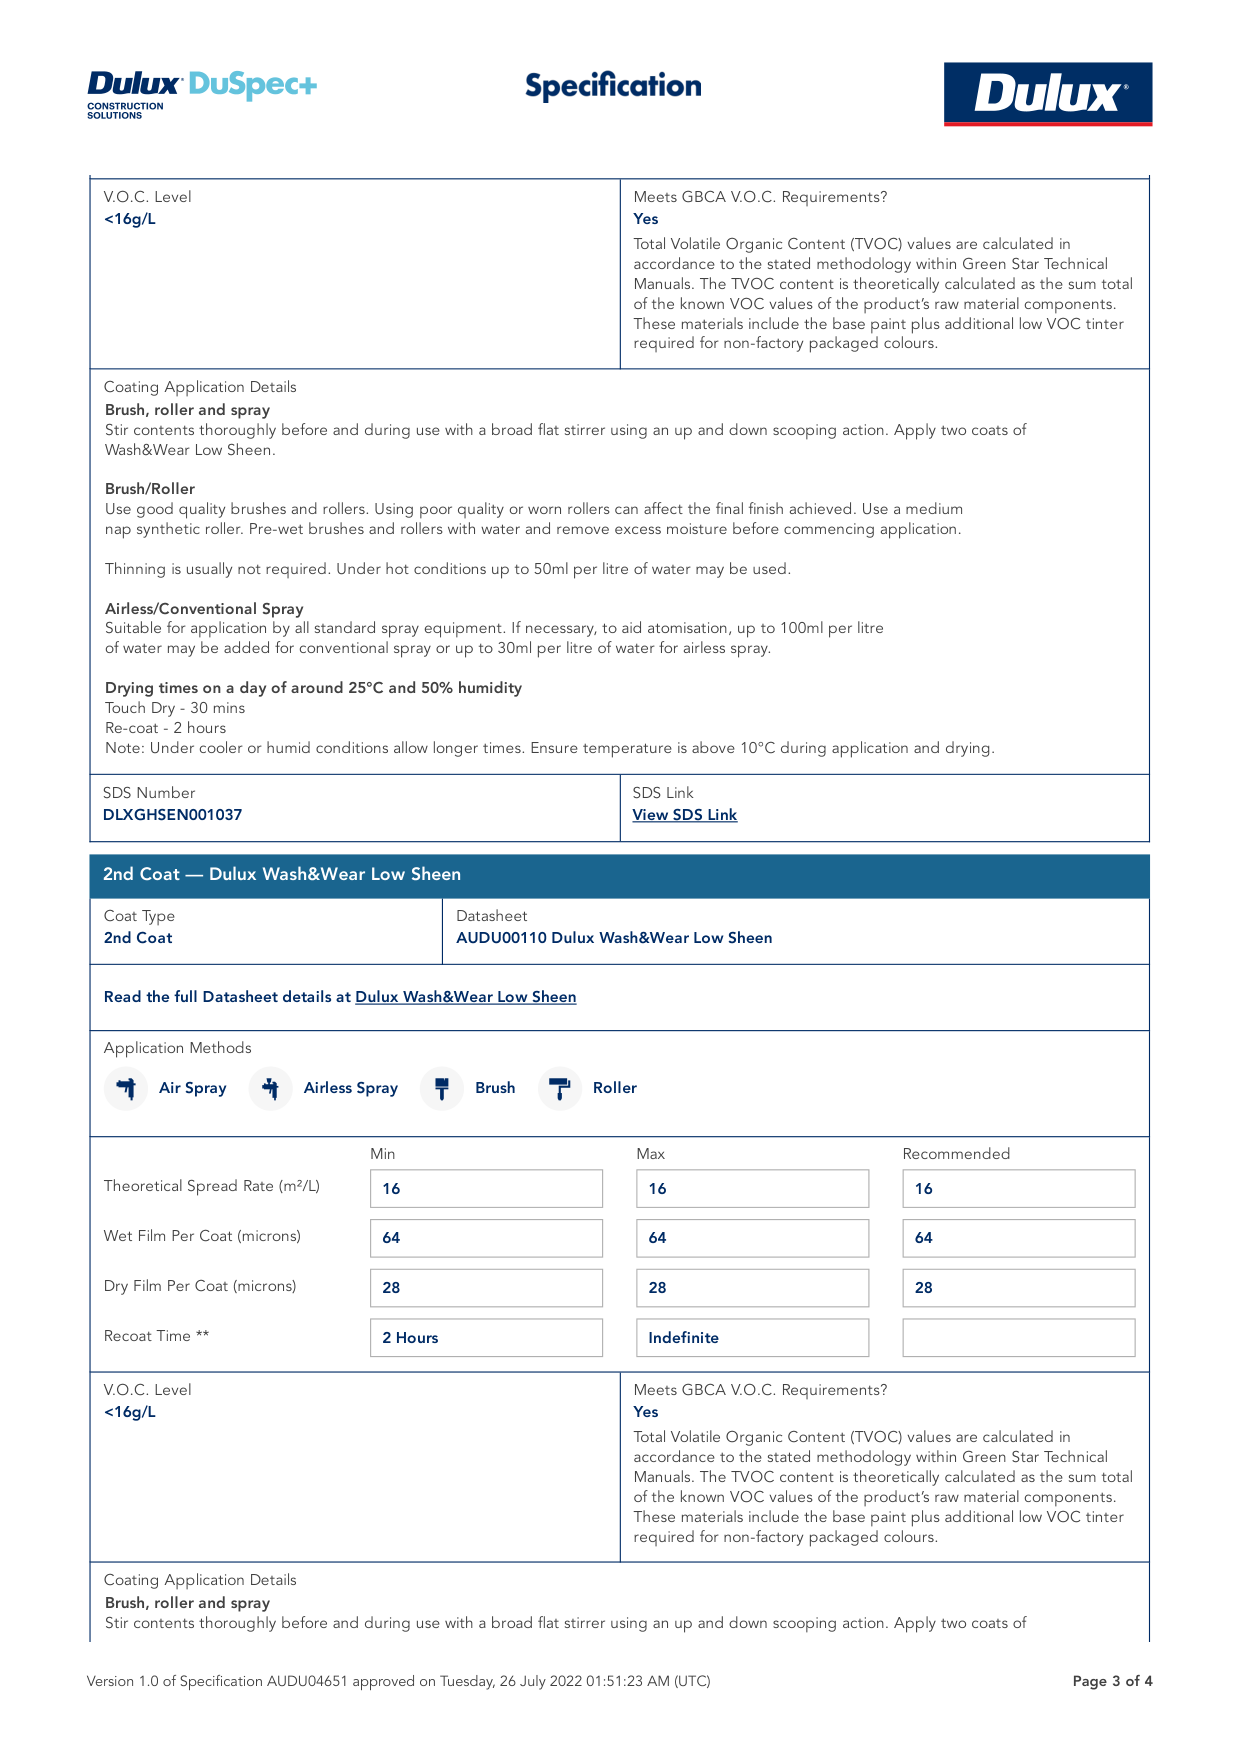 Dulux DuSpec+
CONSTRUCTION
SOLUTIONS
Specification
Dulux®
V.O.C. Level
<16g/L
Meets GBCA V.O.C. Requirements?
Yes
Total Volatile Organic Content (TVOC) values are calculated in
accordance to the stated methodology within Green Star Technical
Manuals. The TVOC content is theoretically calculated as the sum total
of the known VOC values of the product's raw material components.
These materials include the base paint plus additional low VOC tinter
required for non-factory packaged colours.
Coating Application Details
Brush, roller and spray
Stir contents thoroughly before and during use with a broad flat stirrer using an up and down scooping action. Apply two coats of
Wash&Wear Low Sheen.
Brush/Roller
Use good quality brushes and rollers. Using poor quality or worn rollers can affect the final finish achieved. Use a medium
nap synthetic roller. Pre-wet brushes and rollers with water and remove excess moisture before commencing application.
Thinning is usually not required. Under hot conditions up to 50ml per litre of water may be used.
Airless/Conventional Spray
Suitable for application by all standard spray equipment. If necessary, to aid atomisation, up to 100ml per litre
of water may be added for conventional spray or up to 30ml per litre of water for airless spray.
Drying times on a day of around 25°C and 50% humidity
Touch Dry - 30 mins
Re-coat - 2 hours
Note: Under cooler or humid conditions allow longer times. Ensure temperature is above 10°C during application and drying.
SDS Number
DLXGHSEN001037
SDS Link
View SDS Link
2nd Coat — Dulux Wash&Wear Low Sheen
Coat Type
2nd Coat
Datasheet
AUDU00110 Dulux Wash&Wear Low Sheen
Read the full Datasheet details at Dulux Wash&Wear Low Sheen
Application Methods
Air Spray Airless Spray Brush Roller
Min Max Recommended
Theoretical Spread Rate (m²/L) 16 16 16
Wet Film Per Coat (microns) 64 64 64
Dry Film Per Coat (microns) 28 28 28
Recoat Time ** 2 Hours Indefinite
V.O.C. Level
<16g/L
Meets GBCA V.O.C. Requirements?
Yes
Total Volatile Organic Content (TVOC) values are calculated in
accordance to the stated methodology within Green Star Technical
Manuals. The TVOC content is theoretically calculated as the sum total
of the known VOC values of the product's raw material components.
These materials include the base paint plus additional low VOC tinter
required for non-factory packaged colours.
Coating Application Details
Brush, roller and spray
Stir contents thoroughly before and during use with a broad flat stirrer using an up and down scooping action. Apply two coats of
Version 1.0 of Specification AUDU04651 approved on Tuesday, 26 July 2022 01:51:23 AM (UTC)
Page 3 of 4